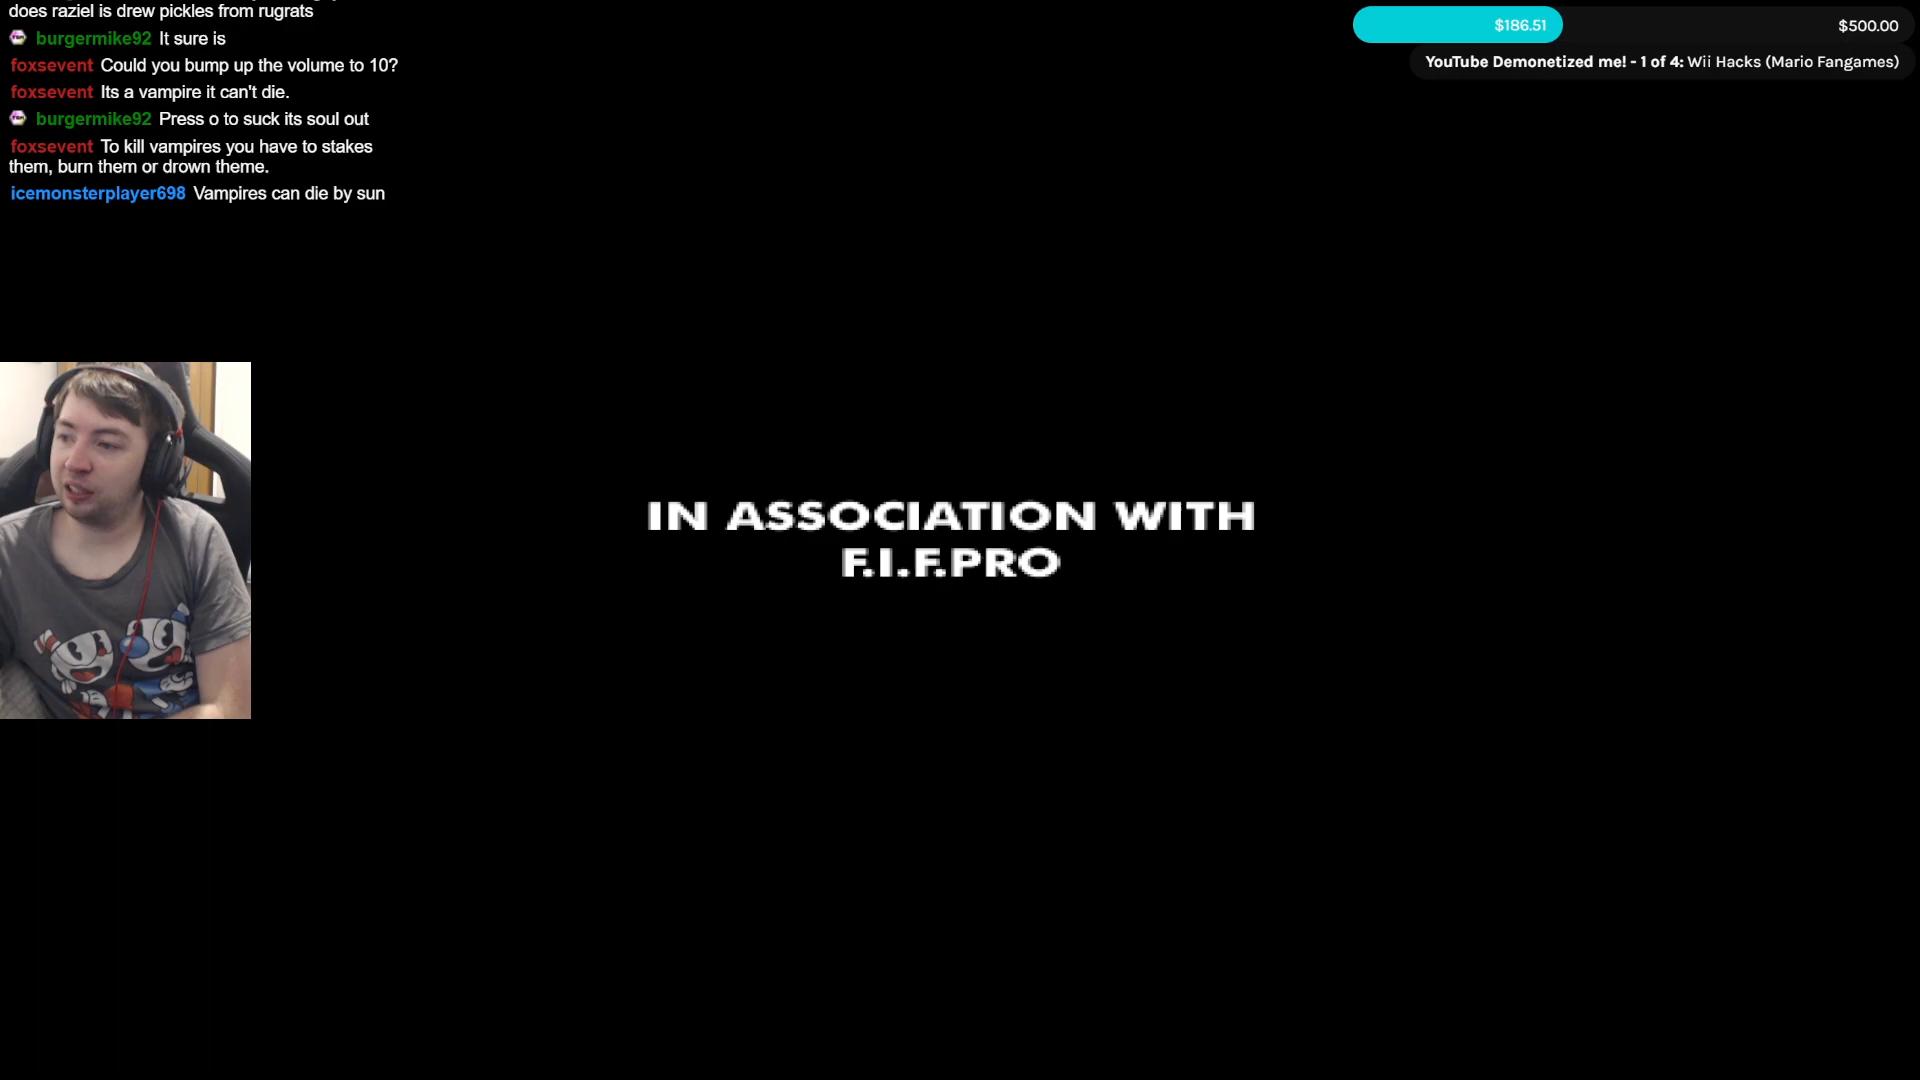 does raziel is drew pickles from rugrats
burgermike92 It sure is
foxsevent Could you bump up the volume to 10?
foxsevent Its a vampire it can't die.
burgermike92 Press o to suck its soul out
foxsevent To kill vampires you have to stakes
them, burn them or drown theme.
icemonsterplayer698 Vampires can die by sun
$186.51 $500.00
YouTube Demonetized me! - 1 of 4: Wii Hacks (Mario Fangames)
IN ASSOCIATION WITH
F.I.F.PRO